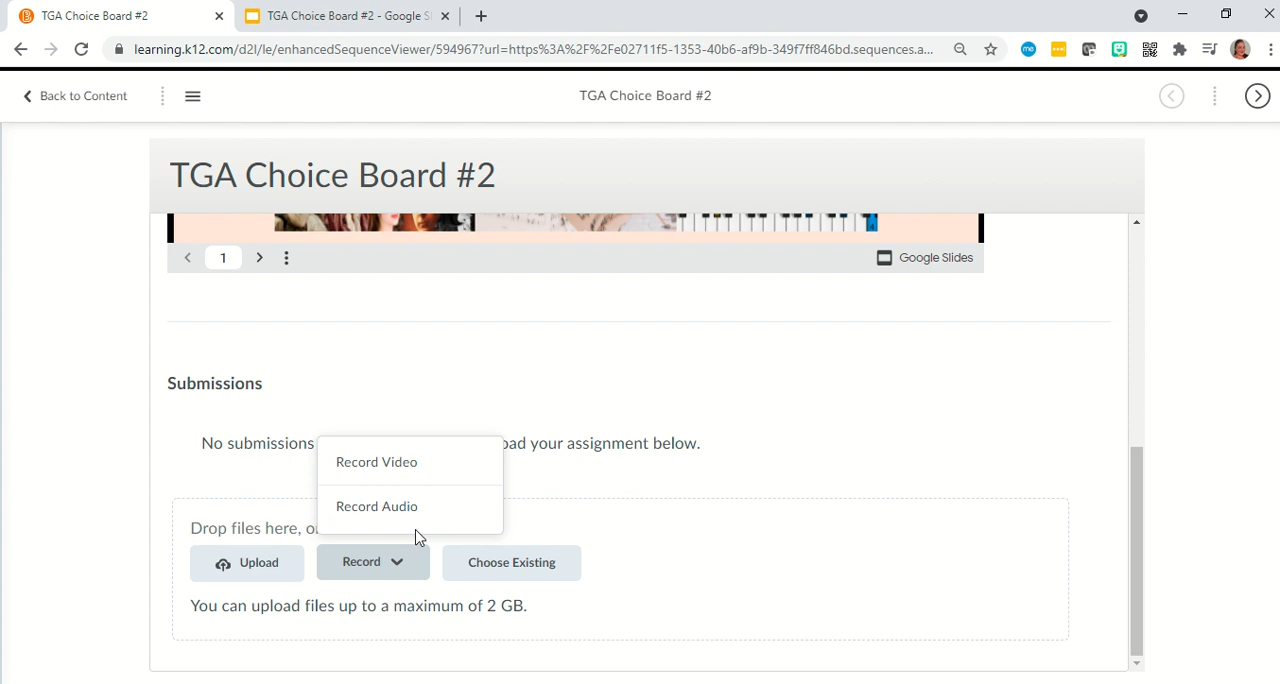 TGA Choice Board #2
TGA Choice Board #2 - Google Sl
learning.k12.com/d2l/le/enhancedSequenceViewer/594967?url=https%3A%2F%2Fe02711f5-1353-40b6-af9b-349f7ff846bd.sequences.a...
Back to Content
TGA Choice Board #2
TGA Choice Board #2
1
Google Slides
Submissions
No submissions
oad your assignment below.
Record Video
Record Audio
Drop files here, o
Upload
Record
Choose Existing
You can upload files up to a maximum of 2 GB.